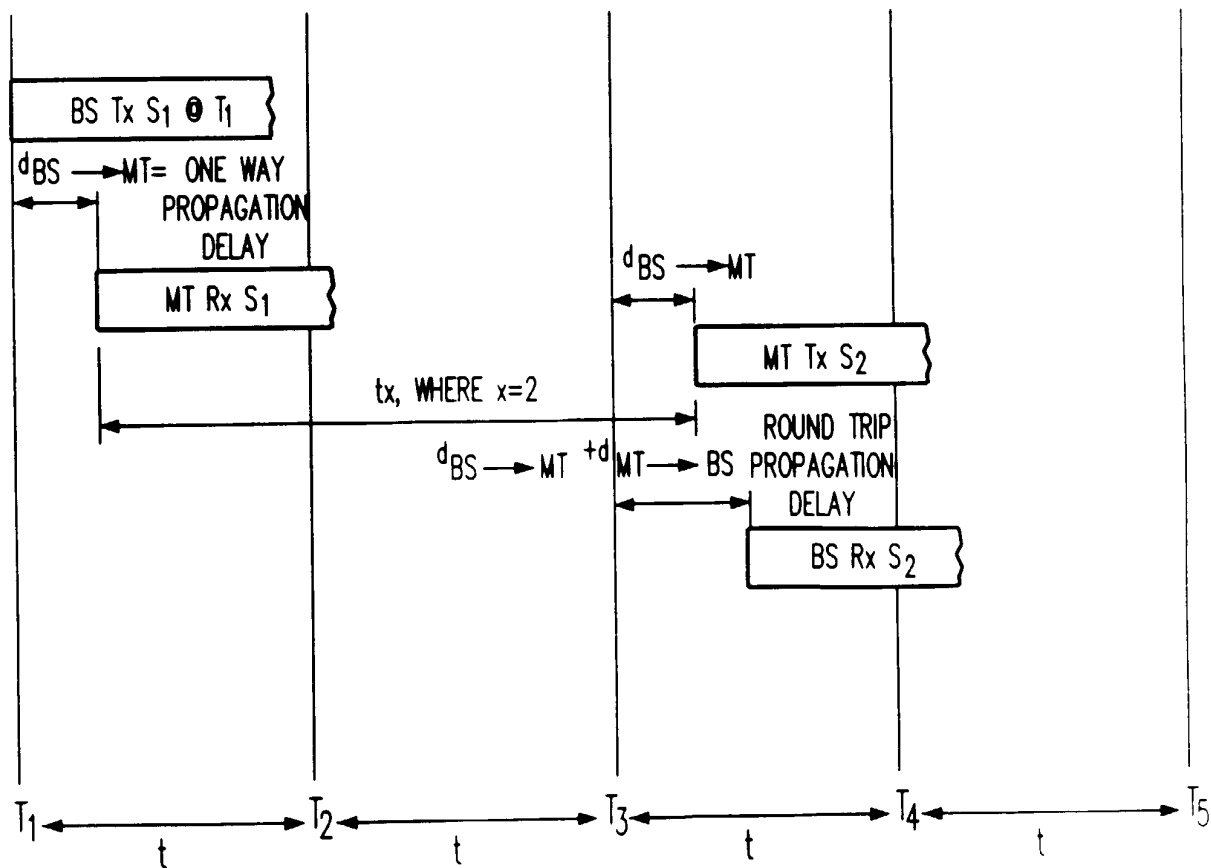 BS Tx S1 @ T1
dBS → MT= ONE WAY
PROPAGATION
DELAY
MT Rx S1
dBS → MT
MT Tx S2
tx, WHERE x=2
ROUND TRIP
dBS → MT +dMT → BS PROPAGATION
DELAY
BS Rx S2
T1 T2 T3 T4 T5
t t t t